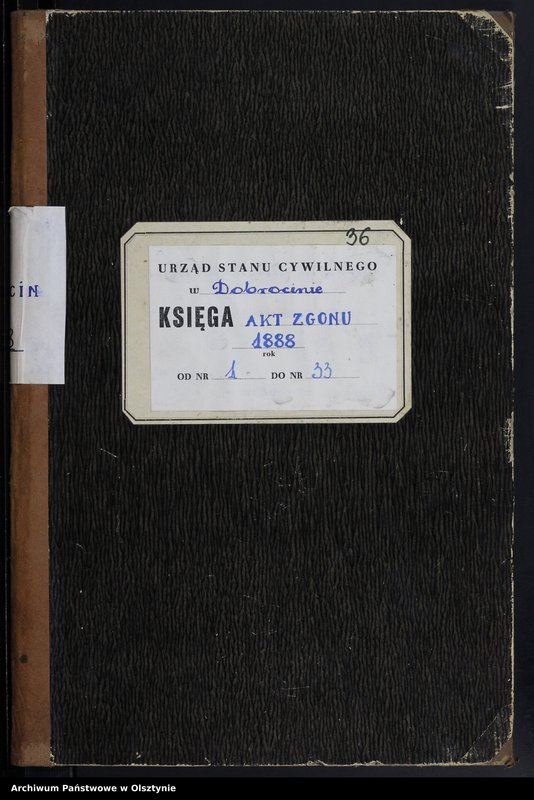 36
URZĄD STANU CYWILNEGO
w Dobrocinie
KSIĘGA AKT ZGONU
1888
rok
OD NR 1 DO NR 33
CIN
3
Archiwum Państwowe w Olsztynie